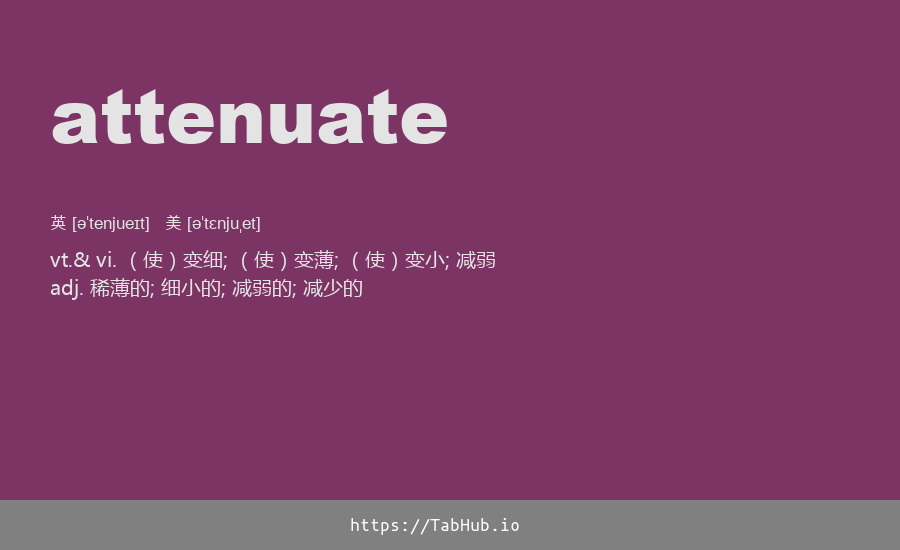 attenuate
英 [ə'tenjueɪt] 美 [ə'tɛnjuˌet]
vt.& vi. （使）变细; （使）变薄; （使）变小; 减弱
adj. 稀薄的; 细小的; 减弱的; 减少的
https://TabHub.io